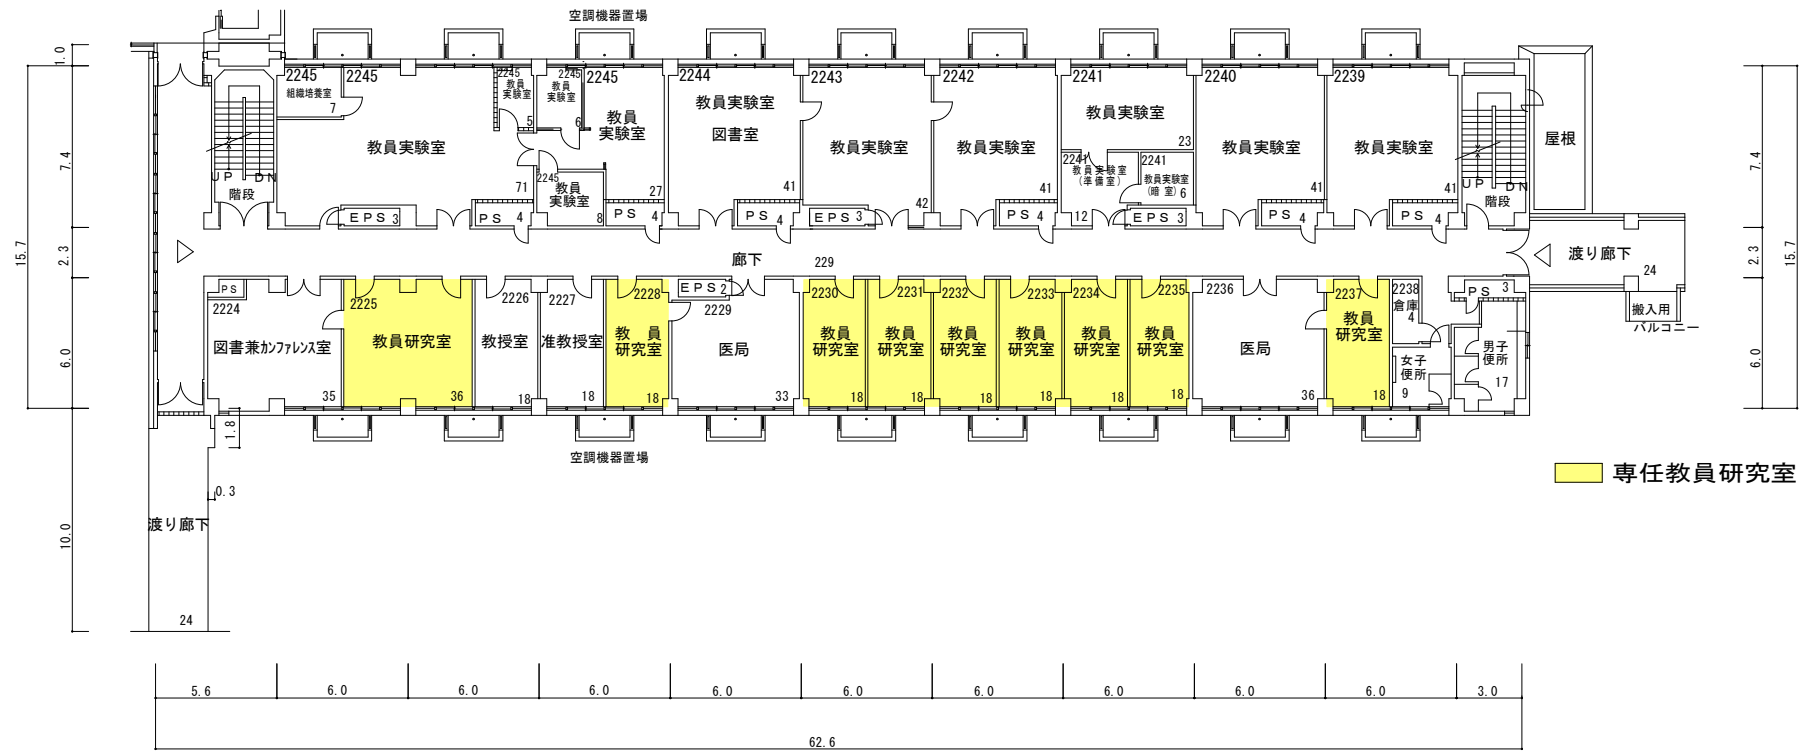 空調機器置場
1.0
7.4
2.3
15.7
6.0
10.0
2245
組織培養室
7
2245
教員実験室
71
2245
教員
実験室
5
2245
教員
実験室
6
2245
教員
実験室
27
2245
教員
実験室
8
2244
教員実験室
図書室
41
2243
教員実験室
42
2242
教員実験室
41
2241
教員実験室
23
2241
教員実験室
(準備室)
12
2241
教員実験室
(暗室)
6
2240
教員実験室
41
2239
教員実験室
41
屋根
UP DN
階段
UP DN
階段
EPS 3
PS 4
PS 4
PS 4
EPS 3
PS 4
EPS 3
PS 4
PS 4
廊下
229
渡り廊下
24
7.4
2.3
15.7
6.0
PS
2224
図書兼カンファレンス室
35
2225
教員研究室
36
2226
教授室
18
2227
准教授室
18
2228
教員
研究室
18
EPS 2
2229
医局
33
2230
教員
研究室
18
2231
教員
研究室
18
2232
教員
研究室
18
2233
教員
研究室
18
2234
教員
研究室
18
2235
教員
研究室
18
2236
医局
36
2237
教員
研究室
18
2238
倉庫
4
女子
便所
9
PS 3
男子
便所
17
搬入用
バルコニー
1.8
0.3
渡り廊下
24
空調機器置場
専任教員研究室
5.6
6.0
6.0
6.0
6.0
6.0
6.0
6.0
6.0
6.0
3.0
62.6